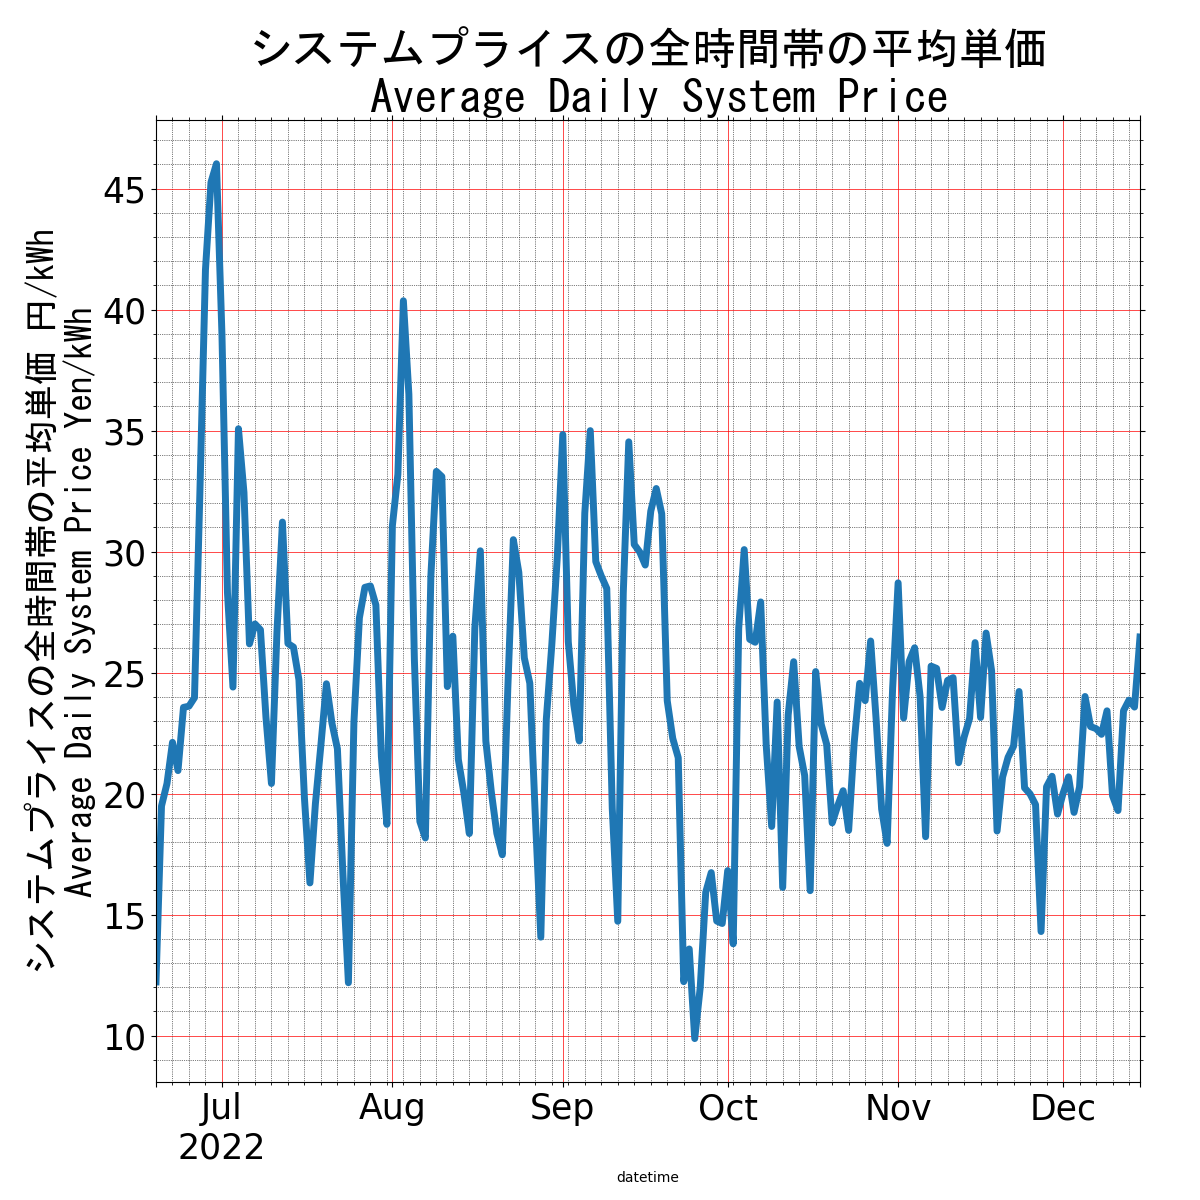 システムプライスの全時間帯の平均単価
Average Daily System Price
システムプライスの全時間帯の平均単価 円/kWh
Average Daily System Price Yen/kWh
45
40
35
30
25
20
15
10
Jul
2022
Aug
Sep
Oct
Nov
Dec
datetime